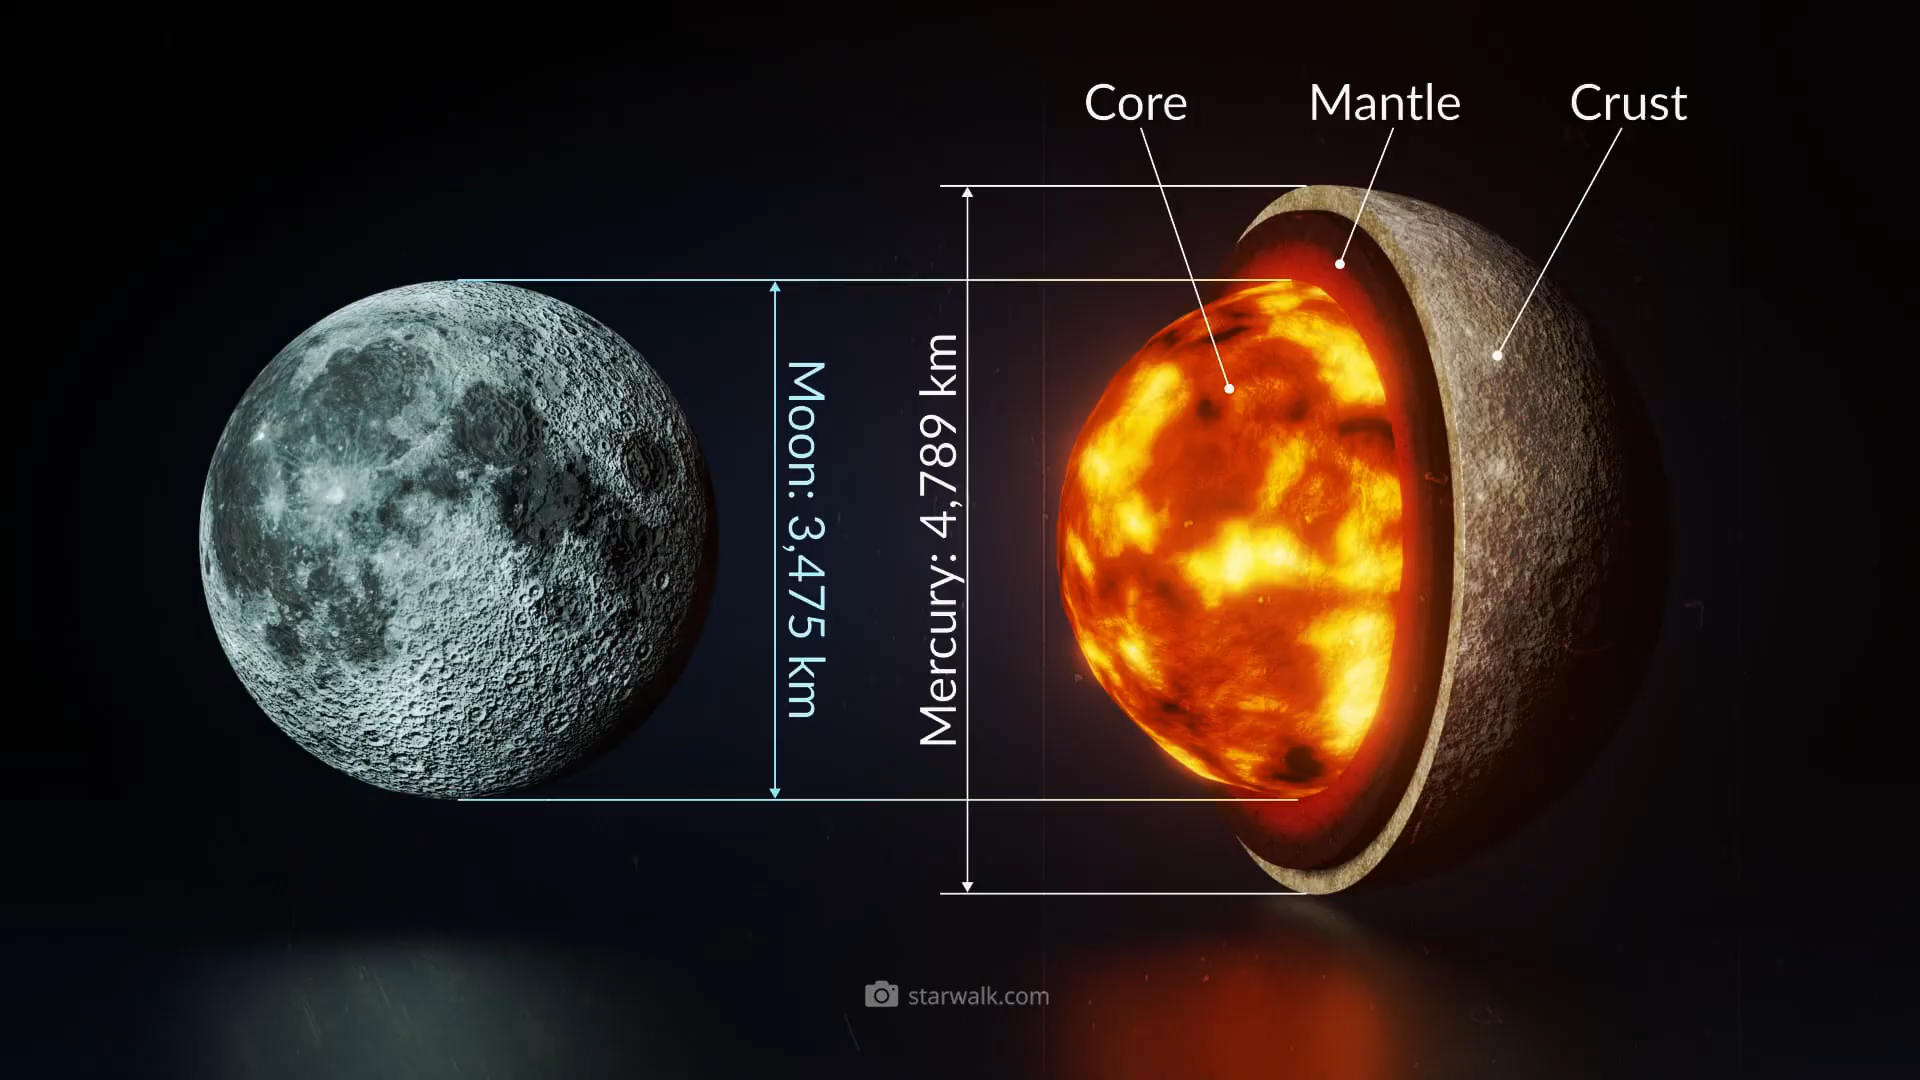 Core
Mantle
Crust
Moon: 3,475 km
Mercury: 4,789 km
starwalk.com